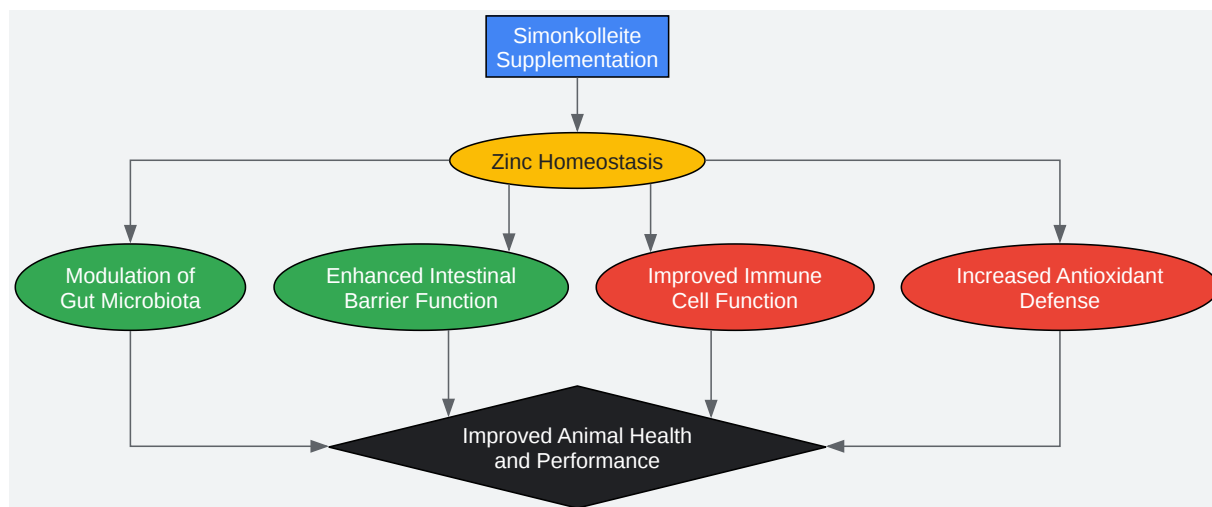 Simonkolleite
Supplementation
Zinc Homeostasis
Modulation of
Gut Microbiota
Enhanced Intestinal
Barrier Function
Improved Immune
Cell Function
Increased Antioxidant
Defense
Improved Animal Health
and Performance